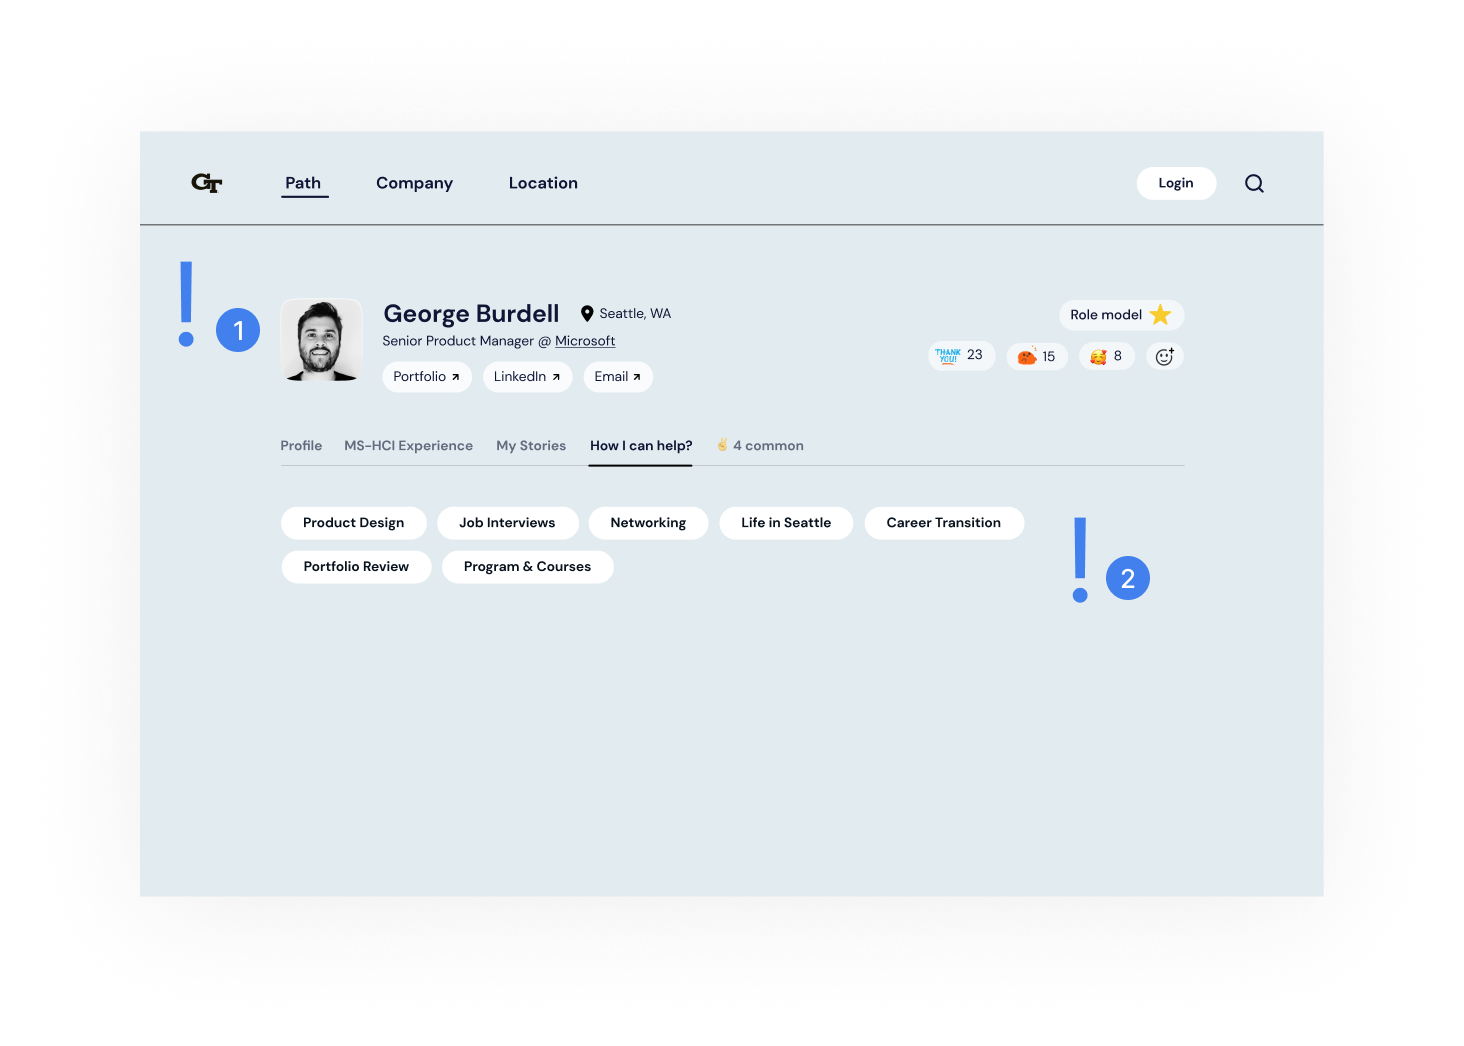 GT Path Company Location Login
! 1
George Burdell Seattle, WA
Role model
Senior Product Manager @ Microsoft
THANK YOU! 23 15 8
Portfolio LinkedIn Email
Profile MS-HCI Experience My Stories How I can help? 4 common
Product Design Job Interviews Networking Life in Seattle Career Transition
Portfolio Review Program & Courses
! 2